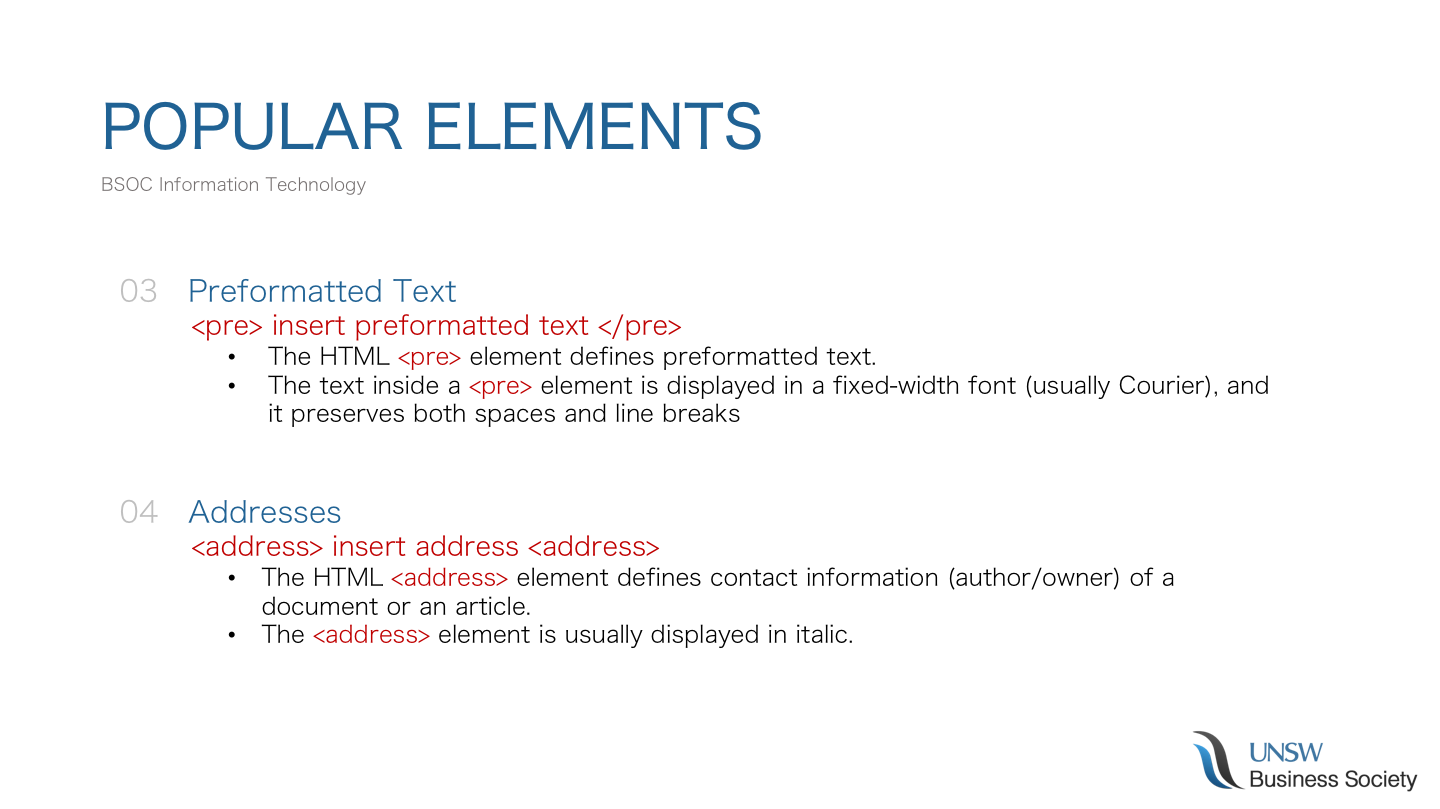 POPULAR ELEMENTS
BSOC Information Technology
03 Preformatted Text
<pre> insert preformatted text </pre>
• The HTML <pre> element defines preformatted text.
• The text inside a <pre> element is displayed in a fixed-width font (usually Courier), and
it preserves both spaces and line breaks
04 Addresses
<address> insert address <address>
• The HTML <address> element defines contact information (author/owner) of a
document or an article.
• The <address> element is usually displayed in italic.
UNSW
Business Society